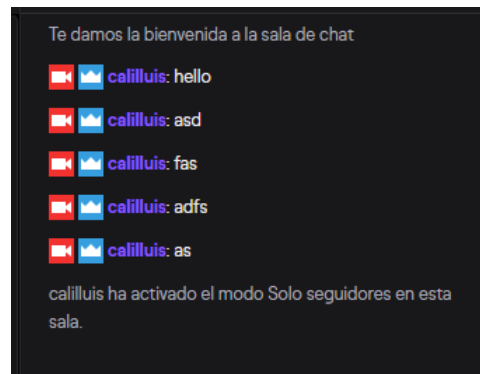 Te damos la bienvenida a la sala de chat
calilluis: hello
calilluis: asd
calilluis: fas
calilluis: adfs
calilluis: as
calilluis ha activado el modo Solo seguidores en esta
sala.